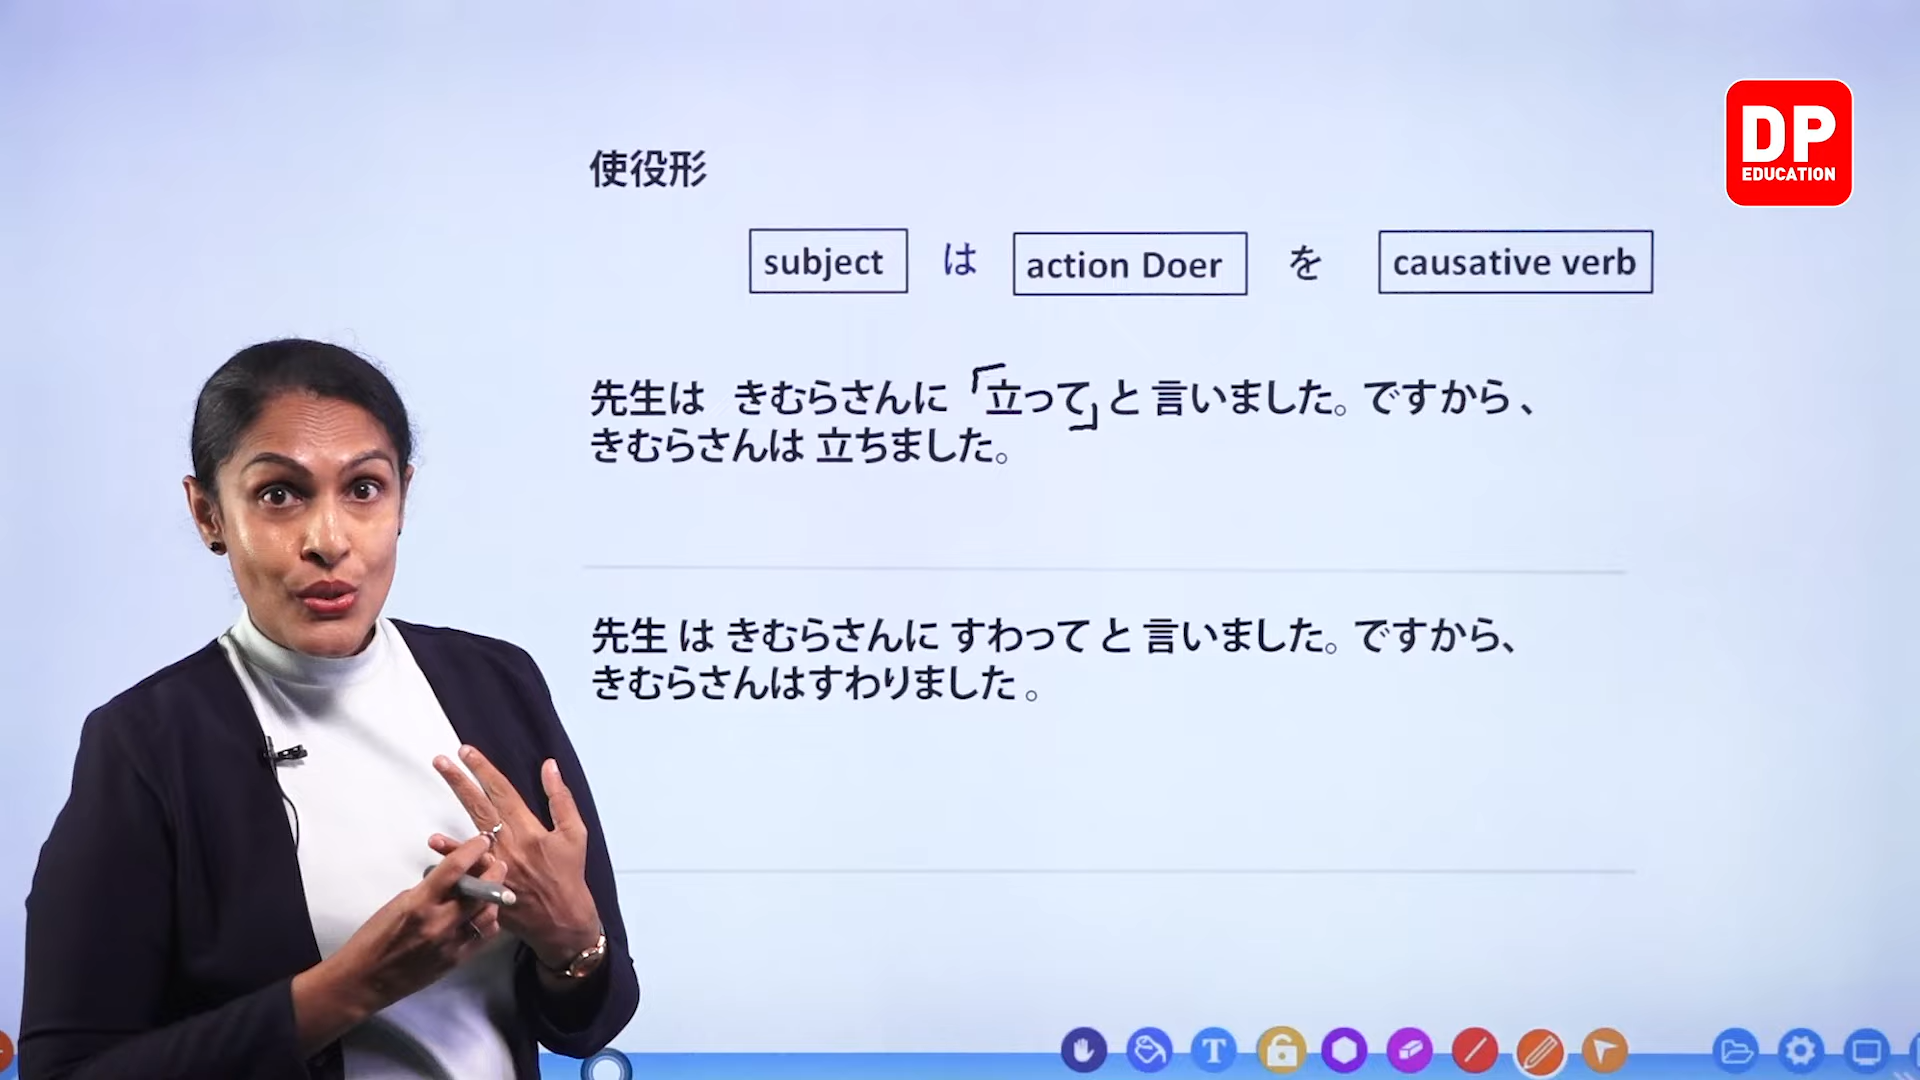 DP
EDUCATION
使役形
subject は action Doer を causative verb
先生は きむらさんに 「立って」 と 言いました。 ですから 、
きむらさんは 立ちました。
先生 は きむらさんに すわって と 言いました。 ですから、
きむらさんはすわりました 。